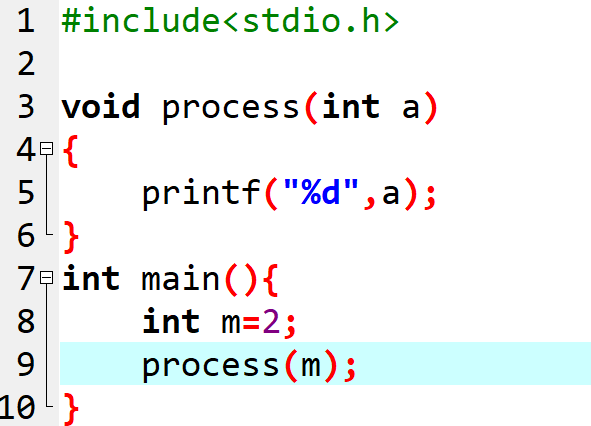 1 #include<stdio.h>
2
3 void process(int a)
4 {
5     printf("%d",a);
6 }
7 int main(){
8     int m=2;
9     process(m);
10 }